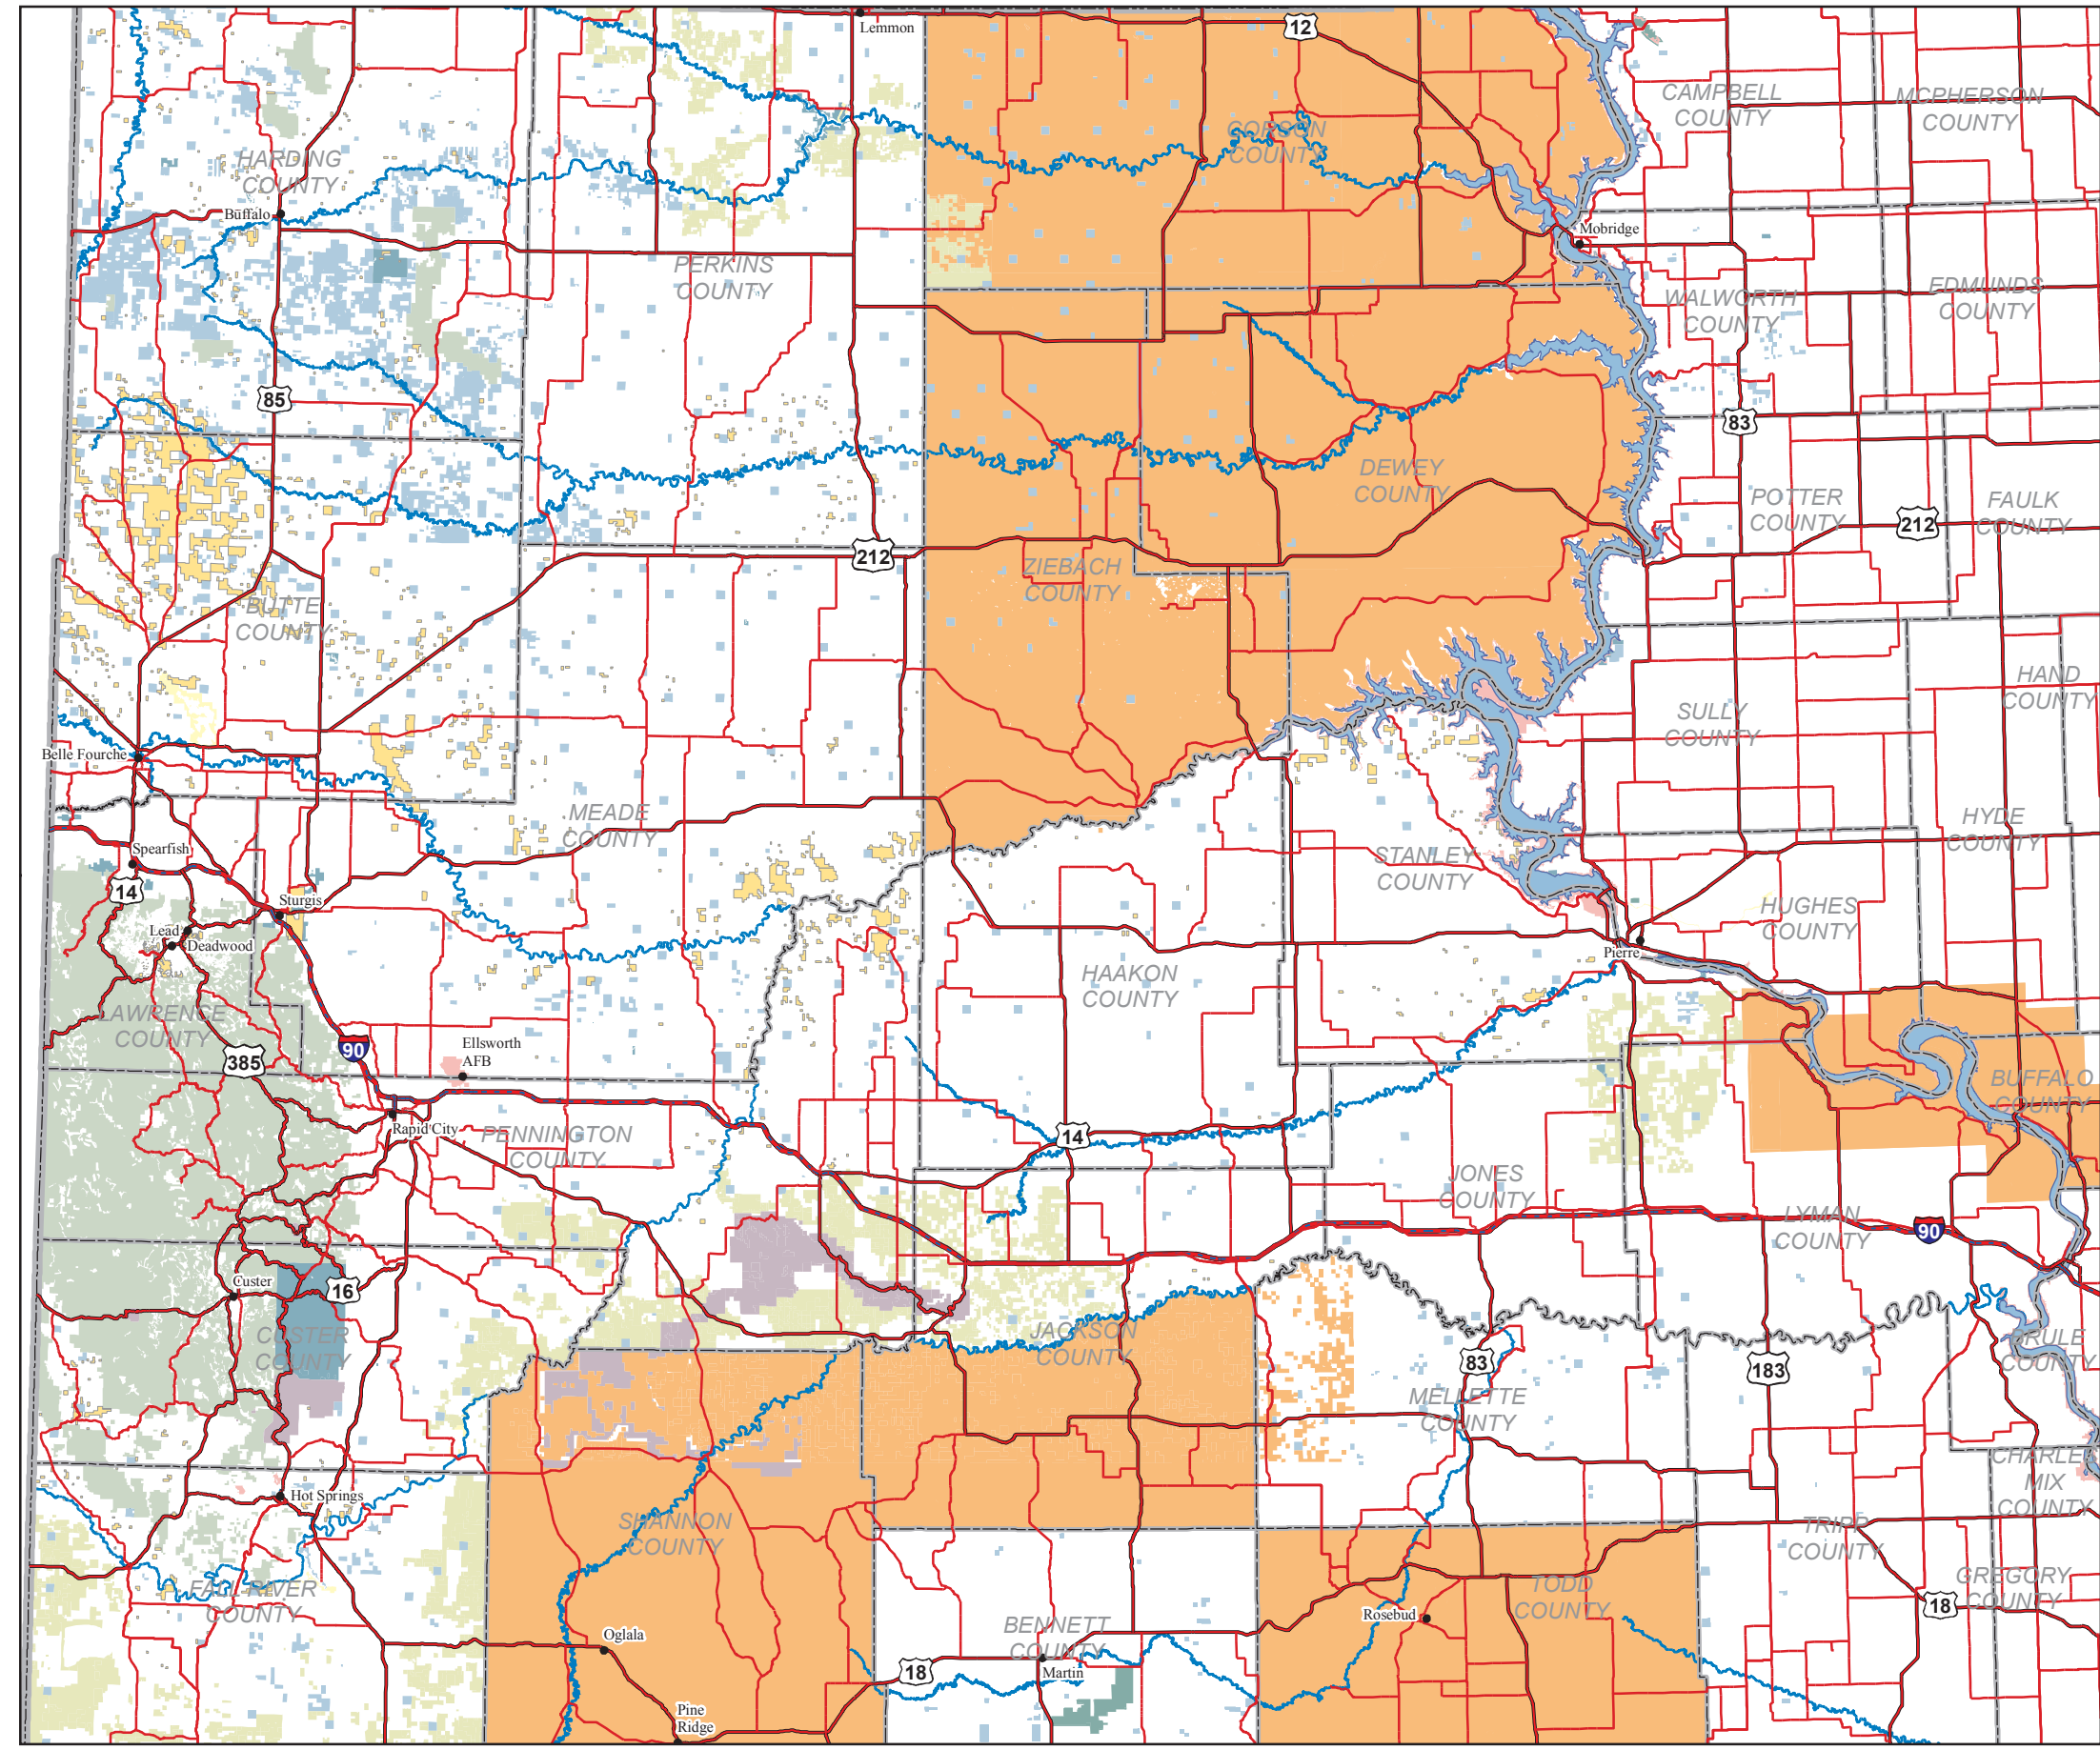 Lemmon
12
CAMPBELL
COUNTY
MCPHERSON
COUNTY
CORSON
COUNTY
HARDING
COUNTY
Buffalo
Mobridge
PERKINS
COUNTY
WALWORTH
COUNTY
EDMUNDS
COUNTY
85
83
DEWEY
COUNTY
POTTER
COUNTY
212
FAULK
COUNTY
212
ZIEBACH
COUNTY
BUTTE
COUNTY
HAND
COUNTY
SULLY
COUNTY
Belle Fourche
MEADE
COUNTY
HYDE
COUNTY
Spearfish
14
STANLEY
COUNTY
Sturgis
HUGHES
COUNTY
Lead
Deadwood
Pierre
HAAKON
COUNTY
LAWRENCE
COUNTY
385
90
Ellsworth
AFB
BUFFALO
COUNTY
Rapid City
PENNINGTON
COUNTY
14
JONES
COUNTY
LYMAN
COUNTY
90
Custer
16
CUSTER
COUNTY
JACKSON
COUNTY
83
183
BRULE
COUNTY
MELLETTE
COUNTY
CHARLES
MIX
COUNTY
Hot Springs
SHANNON
COUNTY
TRIPP
COUNTY
FALL RIVER
COUNTY
TODD
COUNTY
GREGORY
COUNTY
18
Rosebud
Oglala
BENNETT
COUNTY
18
Martin
Pine
Ridge